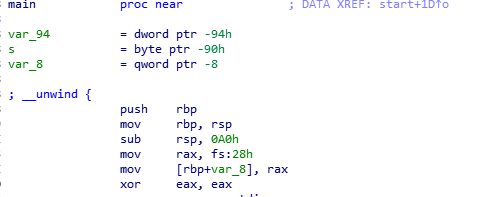 main proc near ; DATA XREF: start+1D↑o
var_94 = dword ptr -94h
s = byte ptr -90h
var_8 = qword ptr -8
; __unwind {
push rbp
mov rbp, rsp
sub rsp, 0A0h
mov rax, fs:28h
mov [rbp+var_8], rax
xor eax, eax